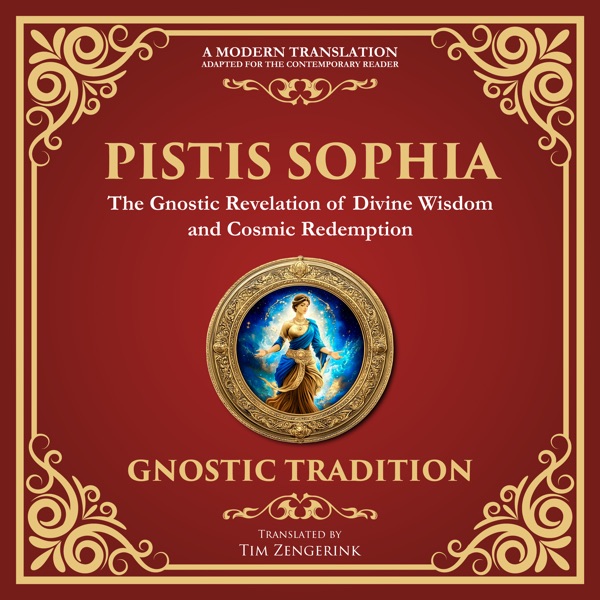 A MODERN TRANSLATION
ADAPTED FOR THE CONTEMPORARY READER
PISTIS SOPHIA
The Gnostic Revelation of Divine Wisdom
and Cosmic Redemption
GNOSTIC TRADITION
TRANSLATED BY
TIM ZENGERINK